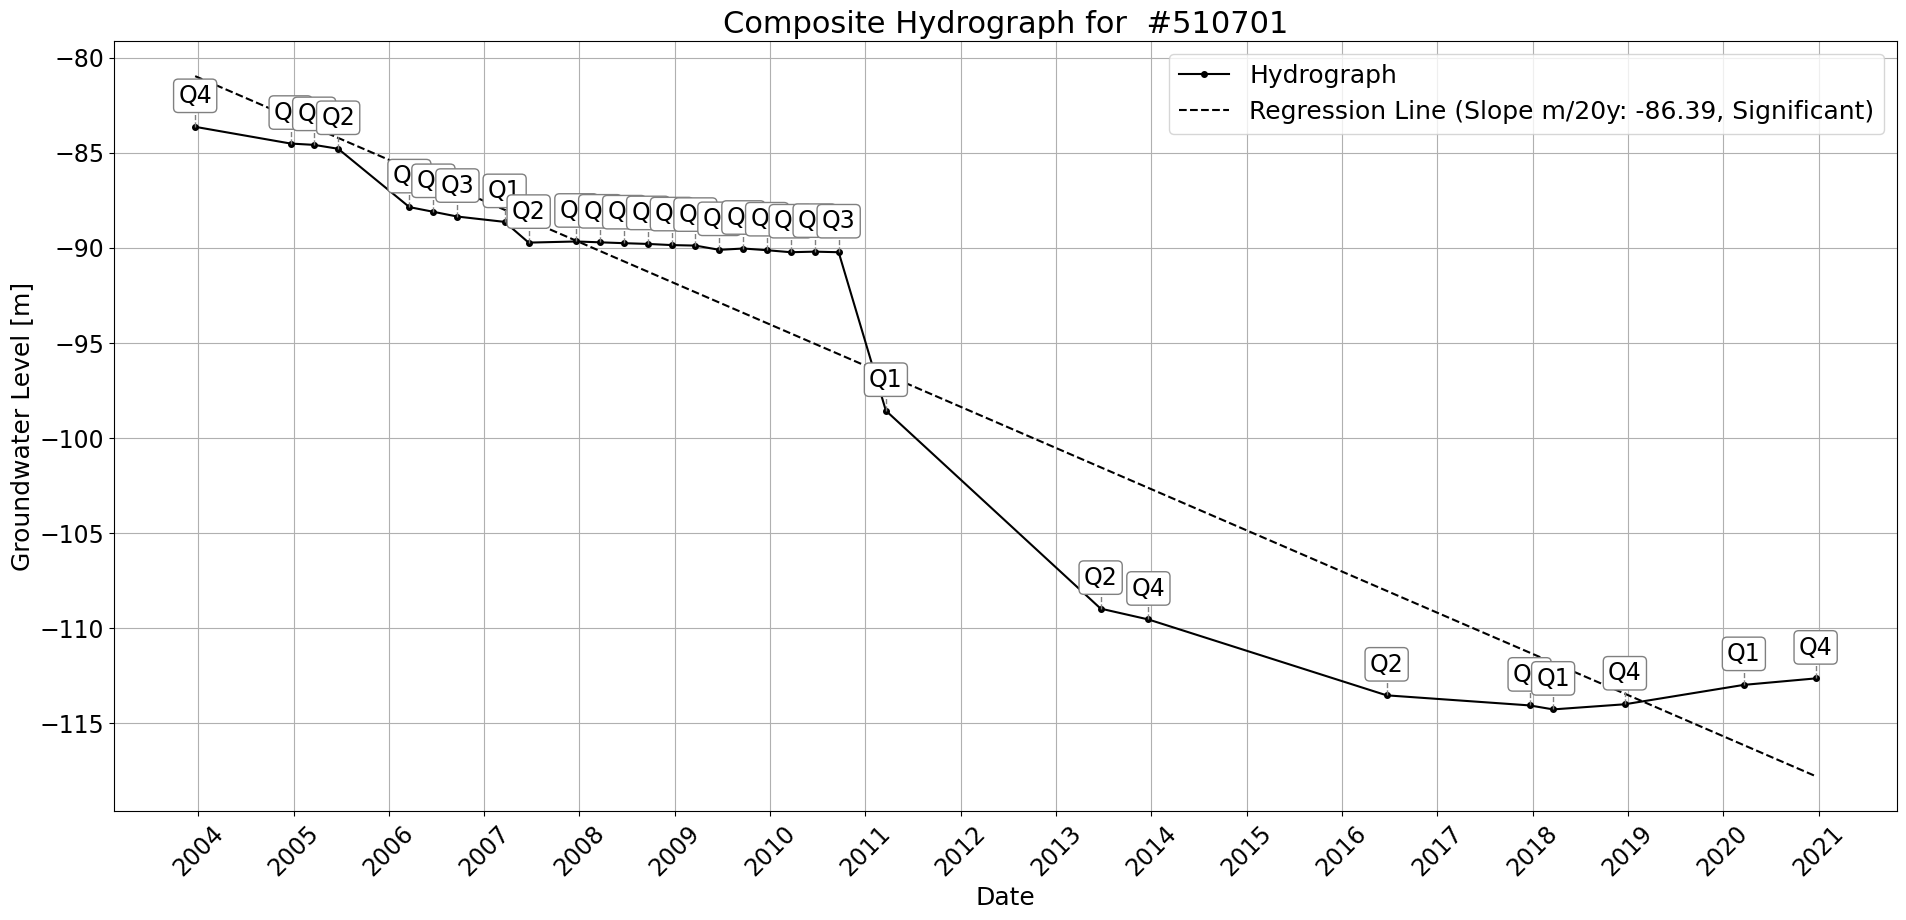 Composite Hydrograph for #510701
Hydrograph
Regression Line (Slope m/20y: -86.39, Significant)
Groundwater Level [m]
−80
−85
−90
−95
−100
−105
−110
−115
Q4
Q
Q
Q2
Q
Q
Q3
Q1
Q2
Q
Q
Q
Q
Q
Q
Q
Q
Q
Q
Q
Q3
Q1
Q2
Q4
Q2
Q
Q1
Q4
Q1
Q4
2004
2005
2006
2007
2008
2009
2010
2011
2012
2013
2014
2015
2016
2017
2018
2019
2020
2021
Date